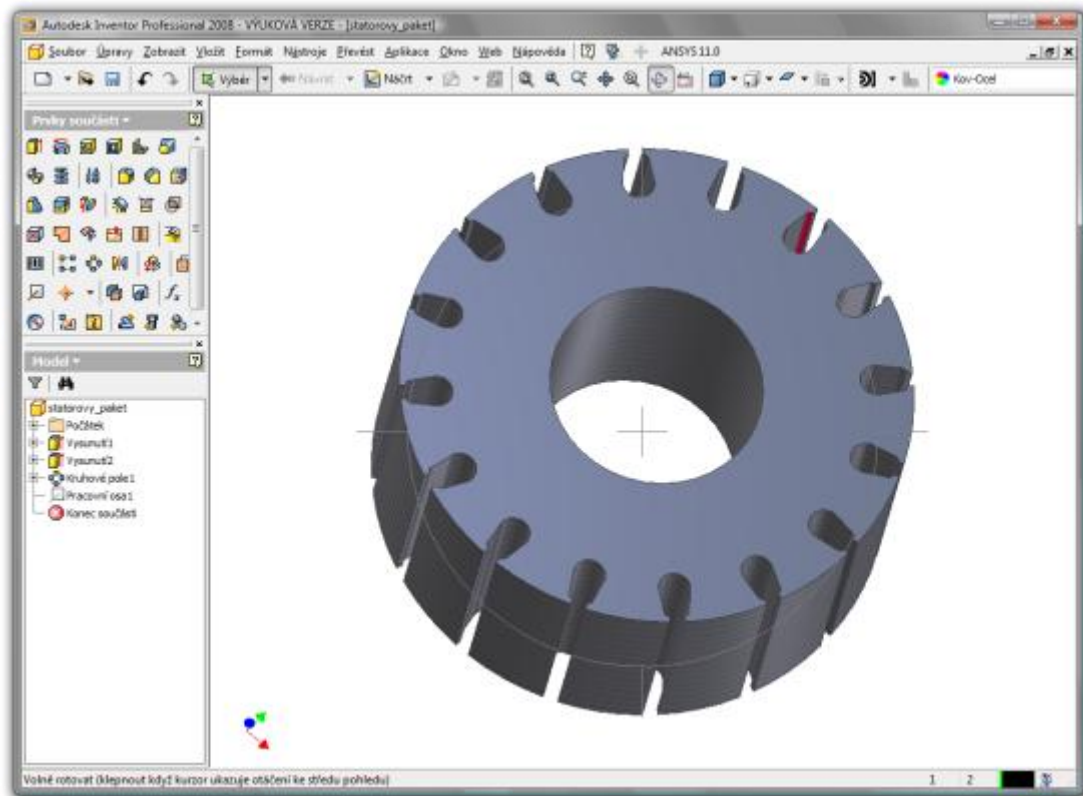 Autodesk Inventor Professional 2008 - VÝUKOVÁ VERZE - [statorovy_paket]
Soubor Úpravy Zobrazit Vložit Formát Nástroje Převést Aplikace Okno Web Nápověda ANSYS 11.0
Výběr Návrat Náčrt Kov-Ocel
Prvky součásti
Model
statorovy_paket
Počátek
Vysunutí1
Vysunutí2
Kruhové pole1
Pracovní osa1
Konec součásti
Volně rotovat (klepnout když kurzor ukazuje otáčení ke středu pohledu) 1 2